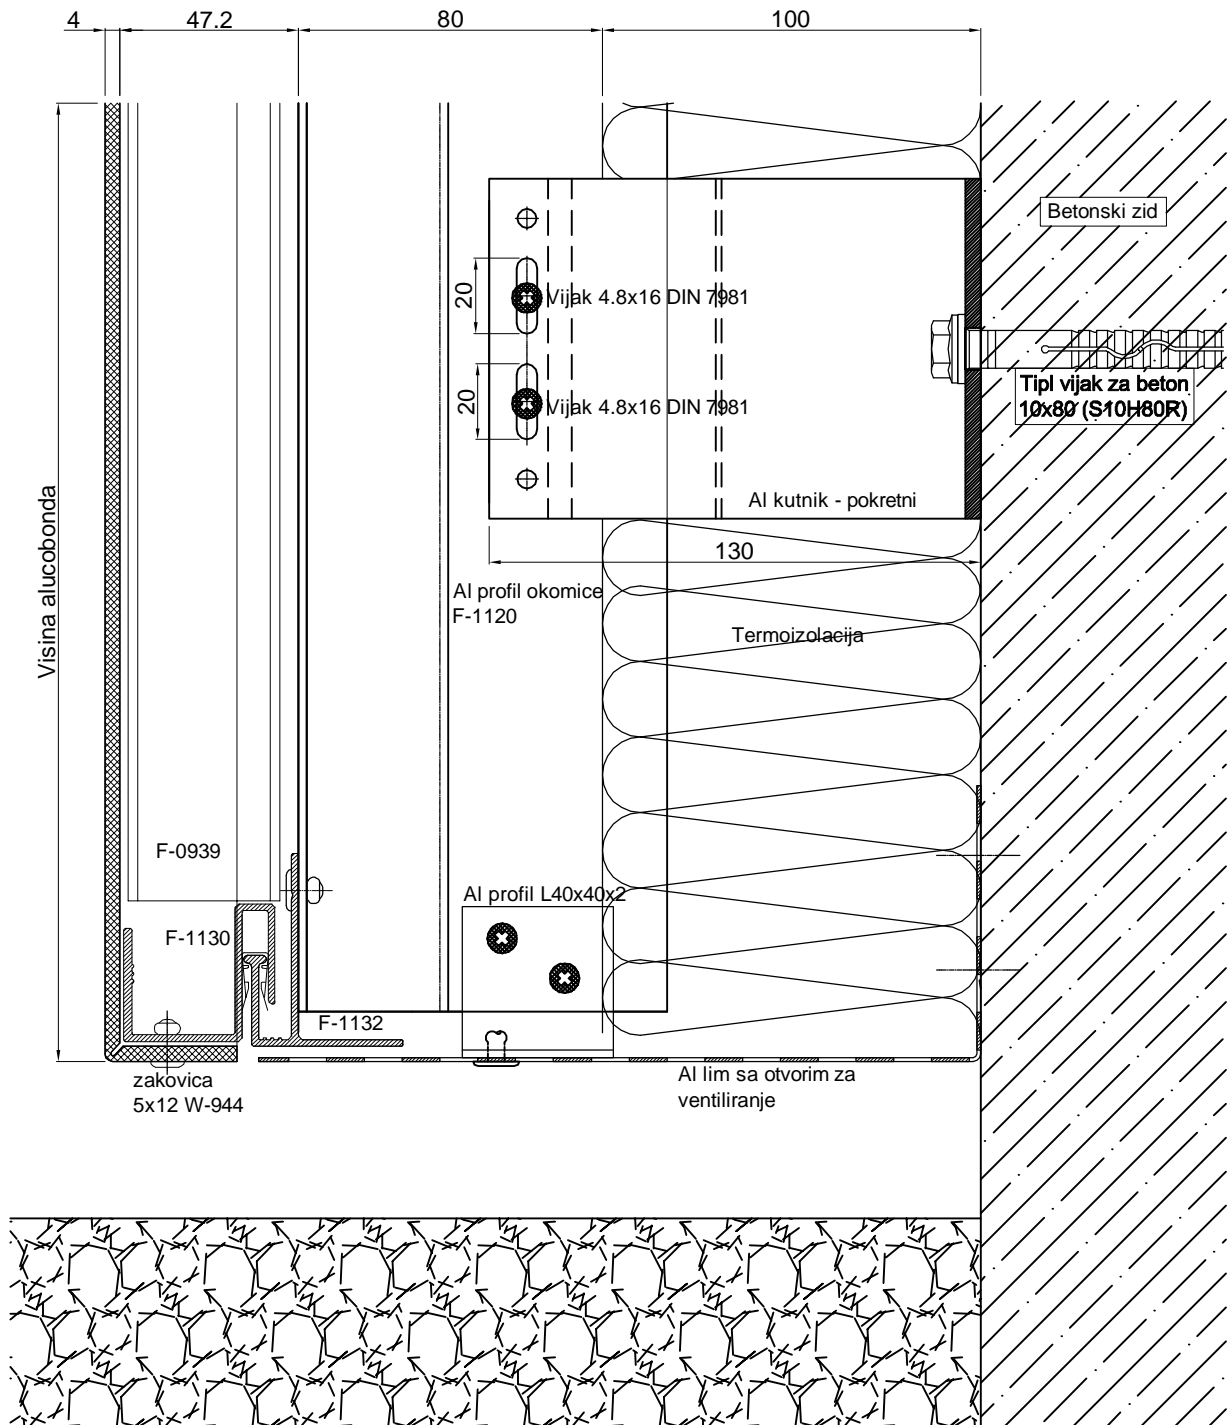 4
47.2
80
100
Betonski zid
20
Vijak 4.8x16 DIN 7981
Tipl vijak za beton
10x80 (S10H80R)
20
Vijak 4.8x16 DIN 7981
Al kutnik - pokretni
130
Visina alucobonda
Al profil okomice
F-1120
Termoizolacija
F-0939
Al profil L40x40x2
F-1130
F-1132
zakovica
5x12 W-944
Al lim sa otvorim za
ventiliranje